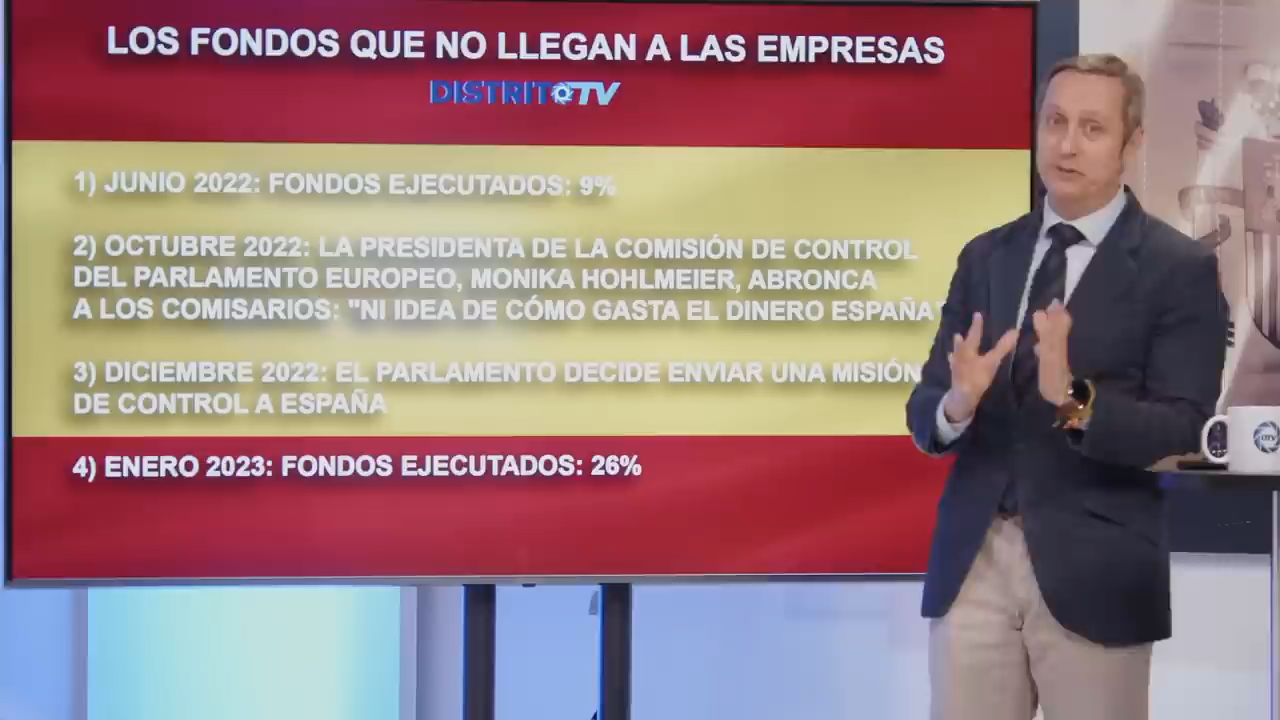 LOS FONDOS QUE NO LLEGAN A LAS EMPRESAS
DISTRITOTV
1) JUNIO 2022: FONDOS EJECUTADOS: 9%
2) OCTUBRE 2022: LA PRESIDENTA DE LA COMISIÓN DE CONTROL
DEL PARLAMENTO EUROPEO, MONIKA HOHLMEIER, ABRONCA
A LOS COMISARIOS: "NI IDEA DE CÓMO GASTA EL DINERO ESPAÑA"
3) DICIEMBRE 2022: EL PARLAMENTO DECIDE ENVIAR UNA MISIÓN
DE CONTROL A ESPAÑA
4) ENERO 2023: FONDOS EJECUTADOS: 26%